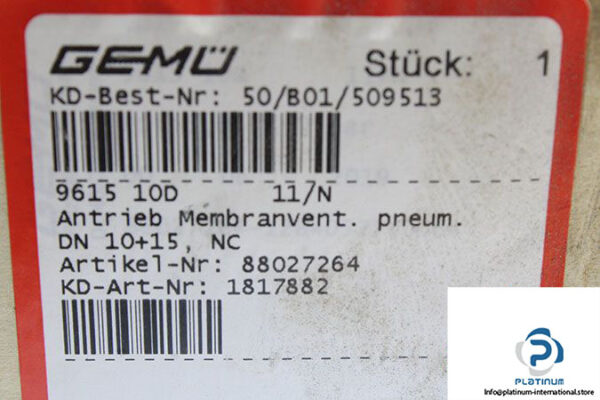 GEMÜ Stück: 1
KD-Best-Nr: 50/B01/509513
9615 10D 11/N
Antrieb Membranvent. pneum.
DN 10+15, NC
Artikel-Nr: 88027264
KD-Art-Nr: 1817882
PLATINUM
Info@platinum-international.store